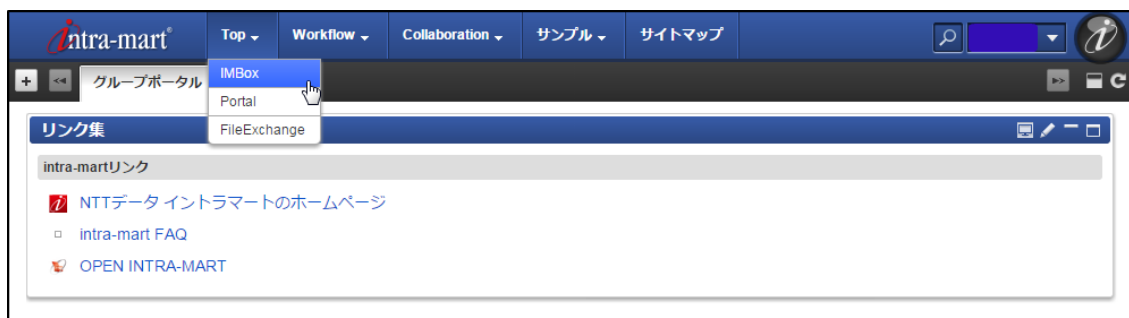 intra-mart® Top Workflow Collaboration サンプル サイトマップ
グループポータル
IMBox
Portal
FileExchange
リンク集
intra-martリンク
NTTデータ イントラマートのホームページ
intra-mart FAQ
OPEN INTRA-MART